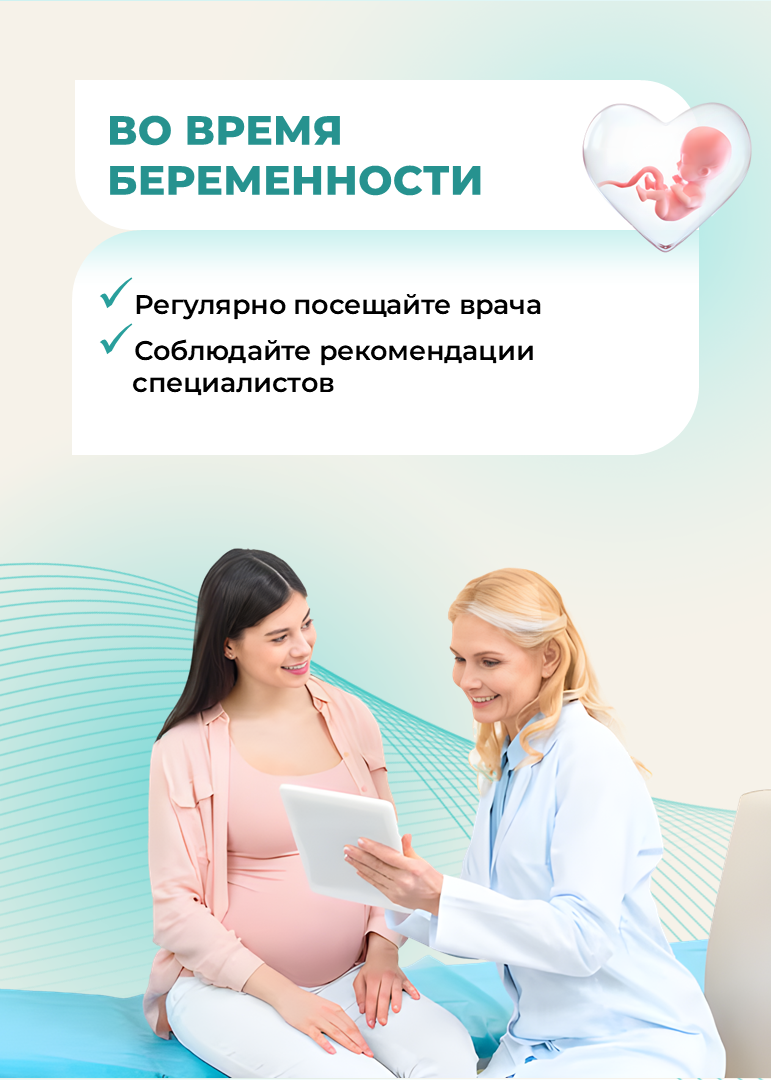 ВО ВРЕМЯ
БЕРЕМЕННОСТИ
Регулярно посещайте врача
Соблюдайте рекомендации
специалистов